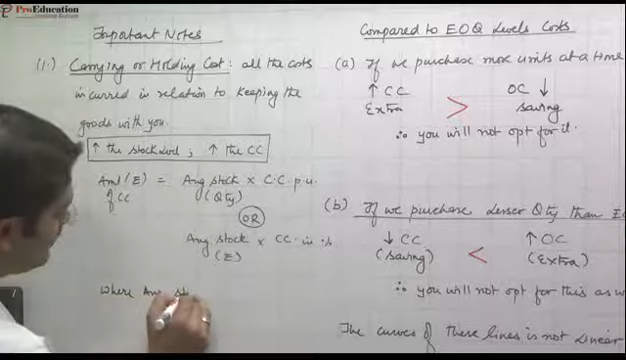 ProEducation
Important Notes
(1.) Carrying or Holding Cost: all the costs
incurred in relation to keeping the
goods with you.
↑ the stock level; ↑ the CC
Amt (£) = Avg stock × C.C. p.u.
of CC (Qty)
OR
Avg stock × CC in %
(£)
Where Avg st
Compared to EOQ Levels Costs
(a) If we purchase more units at a time
↑ CC > OC ↓
Extra saving
∴ you will not opt for it.
(b) If we purchase Lesser Qty than E
↓ CC < ↑ OC
(saving) (Extra)
∴ you will not opt for this as w
The curves of these lines is not Linear